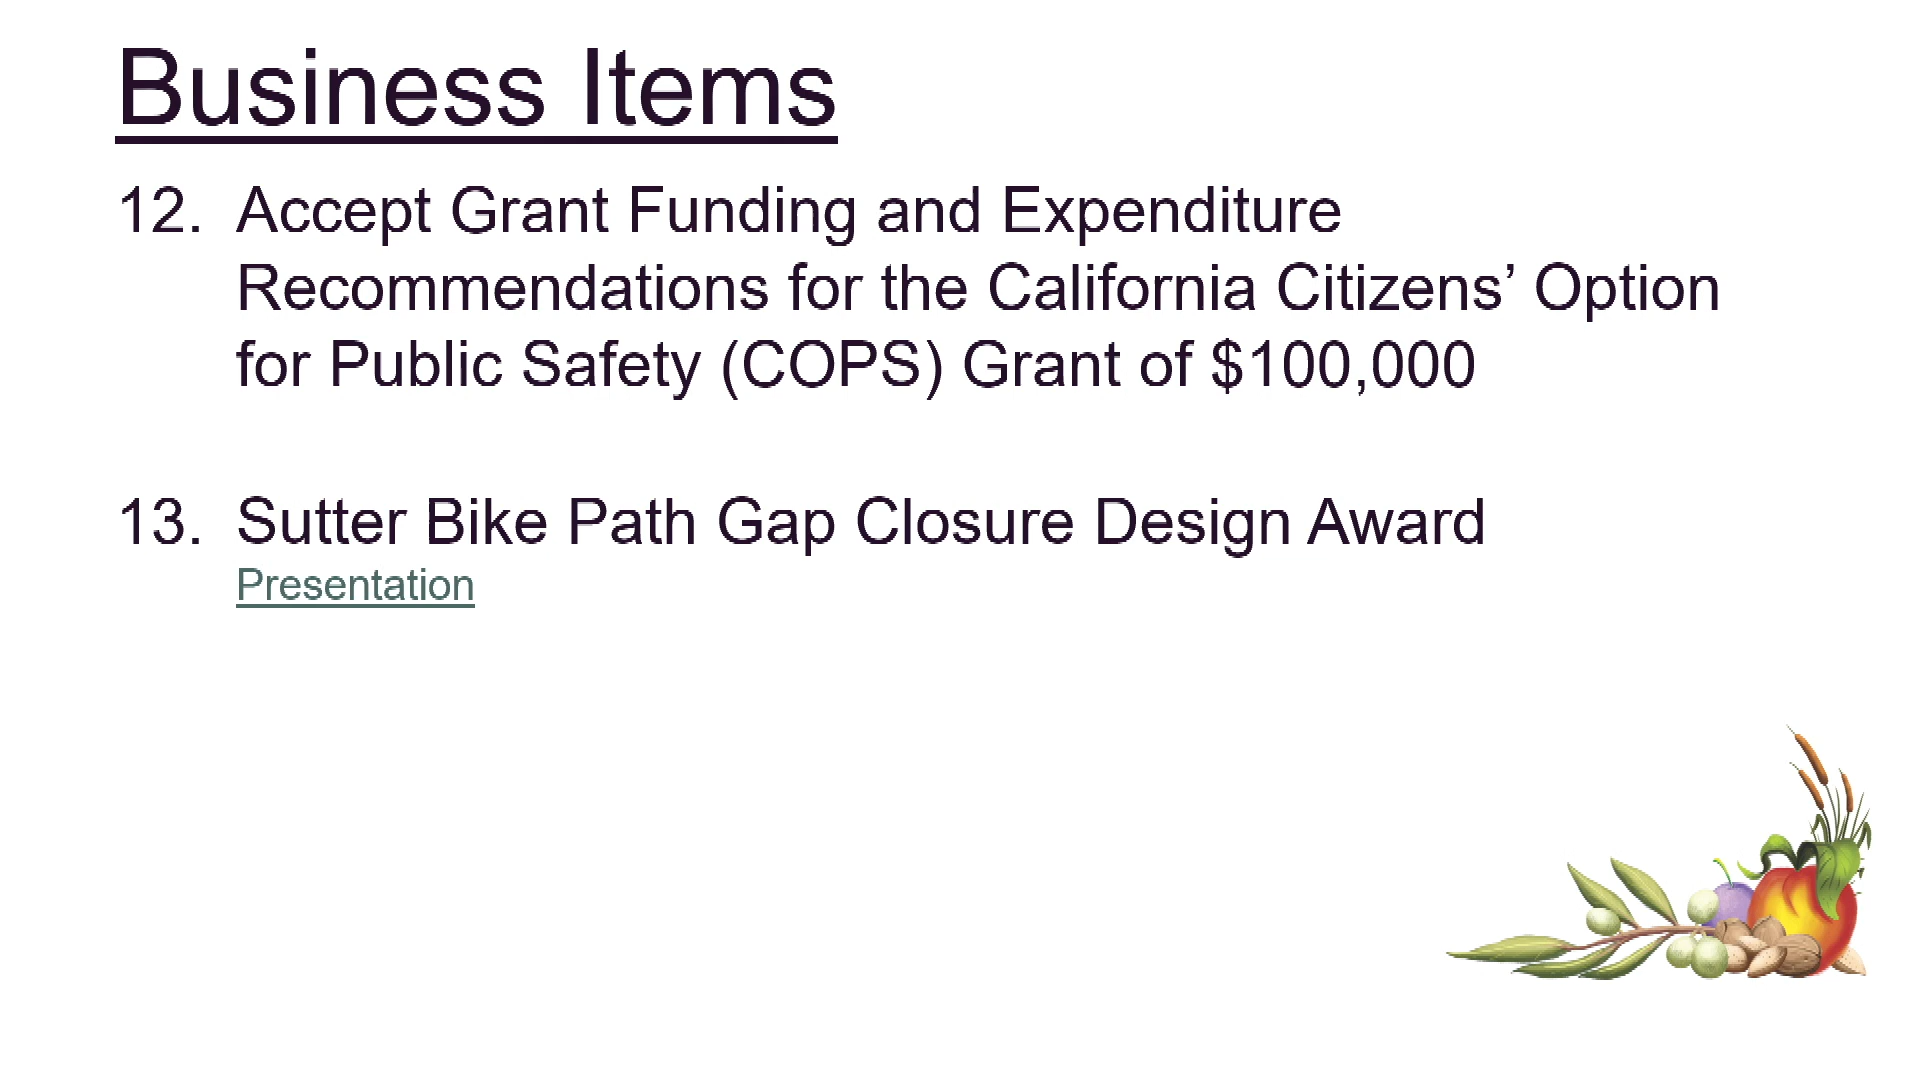 Business Items
12. Accept Grant Funding and Expenditure
Recommendations for the California Citizens’ Option
for Public Safety (COPS) Grant of $100,000
13. Sutter Bike Path Gap Closure Design Award
Presentation